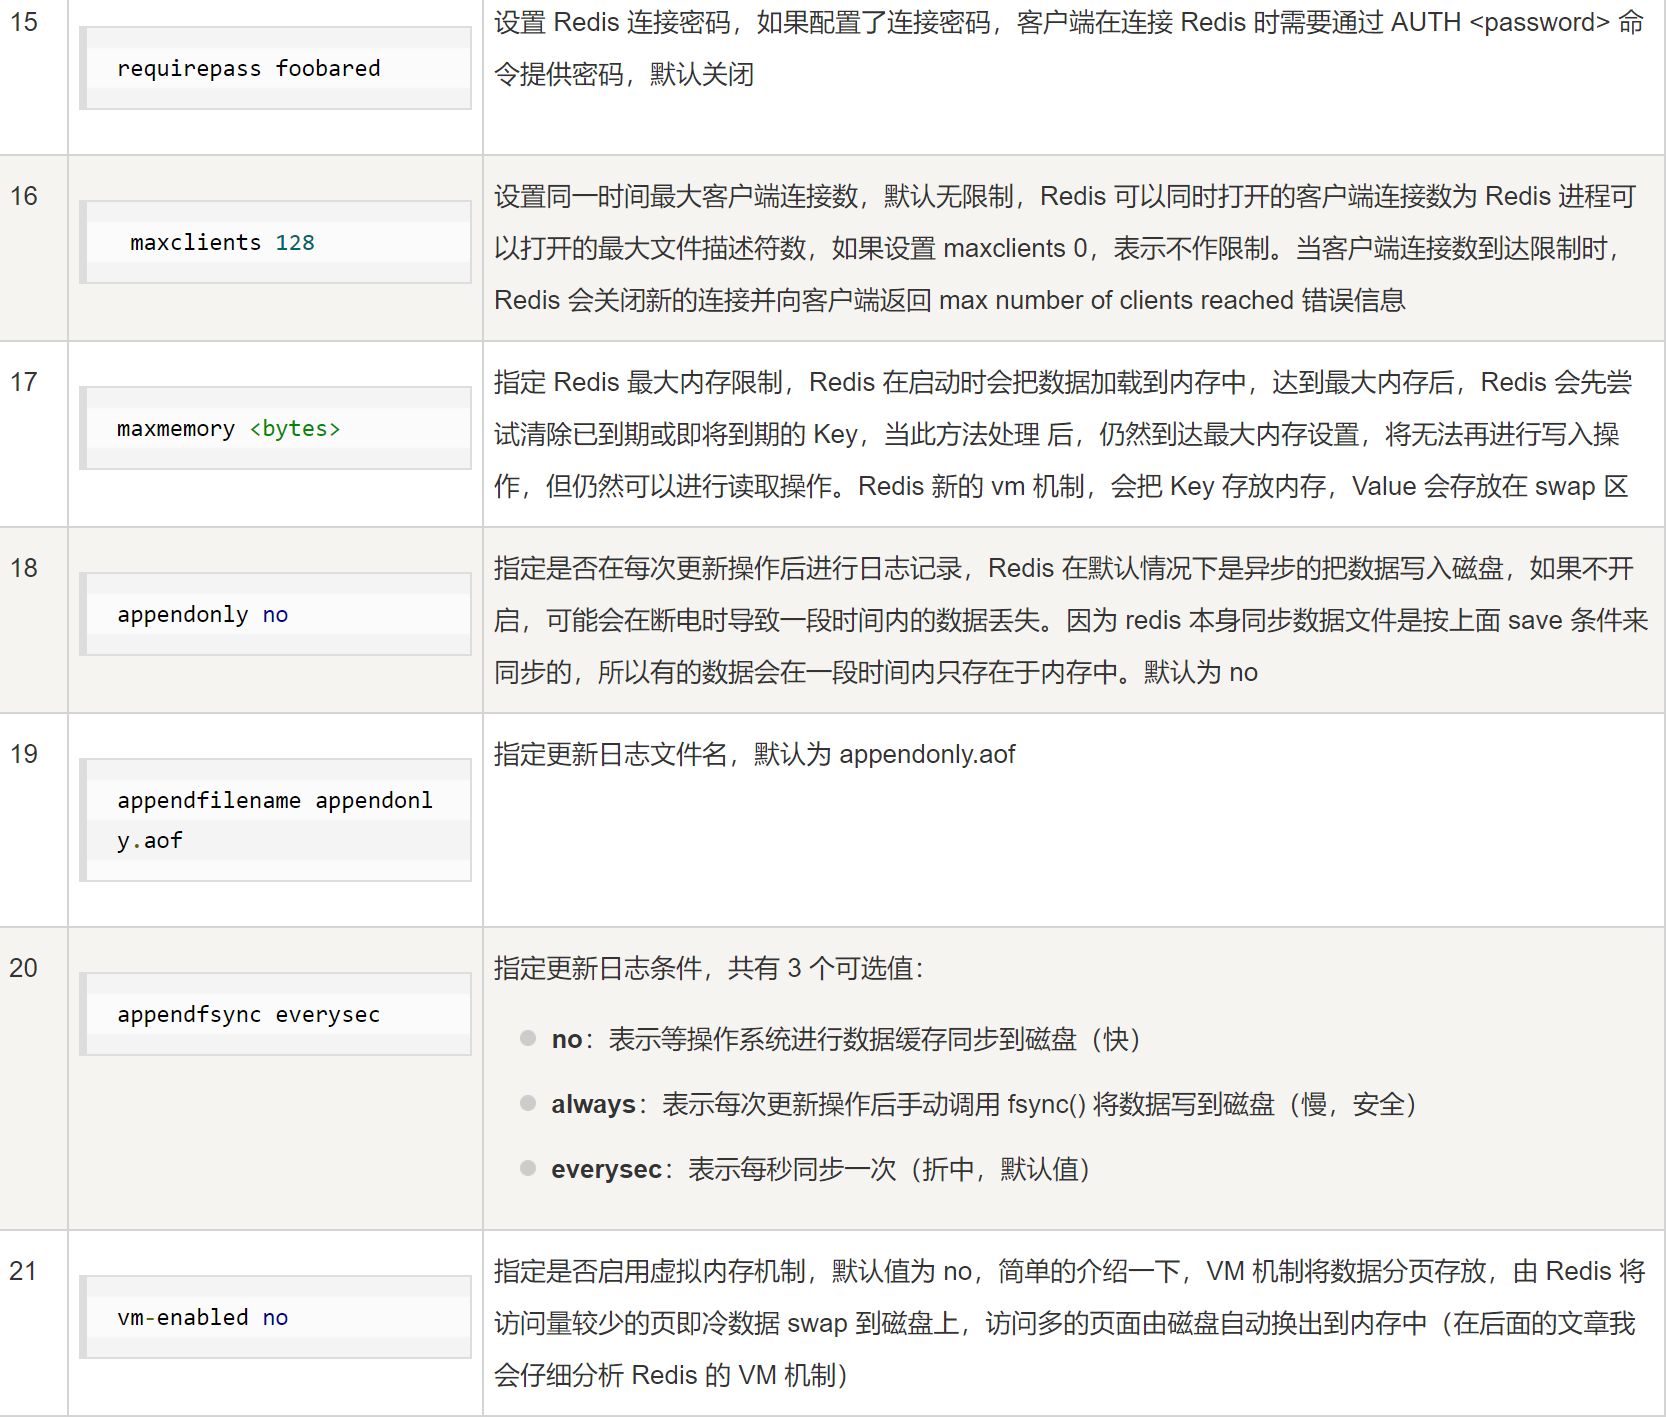 15
requirepass foobared
设置 Redis 连接密码，如果配置了连接密码，客户端在连接 Redis 时需要通过 AUTH <password> 命
令提供密码，默认关闭
16
maxclients 128
设置同一时间最大客户端连接数，默认无限制，Redis 可以同时打开的客户端连接数为 Redis 进程可
以打开的最大文件描述符数，如果设置 maxclients 0，表示不作限制。当客户端连接数到达限制时，
Redis 会关闭新的连接并向客户端返回 max number of clients reached 错误信息
17
maxmemory <bytes>
指定 Redis 最大内存限制，Redis 在启动时会把数据加载到内存中，达到最大内存后，Redis 会先尝
试清除已到期或即将到期的 Key，当此方法处理 后，仍然到达最大内存设置，将无法再进行写入操
作，但仍然可以进行读取操作。Redis 新的 vm 机制，会把 Key 存放内存，Value 会存放在 swap 区
18
appendonly no
指定是否在每次更新操作后进行日志记录，Redis 在默认情况下是异步的把数据写入磁盘，如果不开
启，可能会在断电时导致一段时间内的数据丢失。因为 redis 本身同步数据文件是按上面 save 条件来
同步的，所以有的数据会在一段时间内只存在于内存中。默认为 no
19
appendfilename appendonl
y.aof
指定更新日志文件名，默认为 appendonly.aof
20
appendfsync everysec
指定更新日志条件，共有 3 个可选值：
no：表示等操作系统进行数据缓存同步到磁盘（快）
always：表示每次更新操作后手动调用 fsync() 将数据写到磁盘（慢，安全）
everysec：表示每秒同步一次（折中，默认值）
21
vm-enabled no
指定是否启用虚拟内存机制，默认值为 no，简单的介绍一下，VM 机制将数据分页存放，由 Redis 将
访问量较少的页即冷数据 swap 到磁盘上，访问多的页面由磁盘自动换出到内存中（在后面的文章我
会仔细分析 Redis 的 VM 机制）